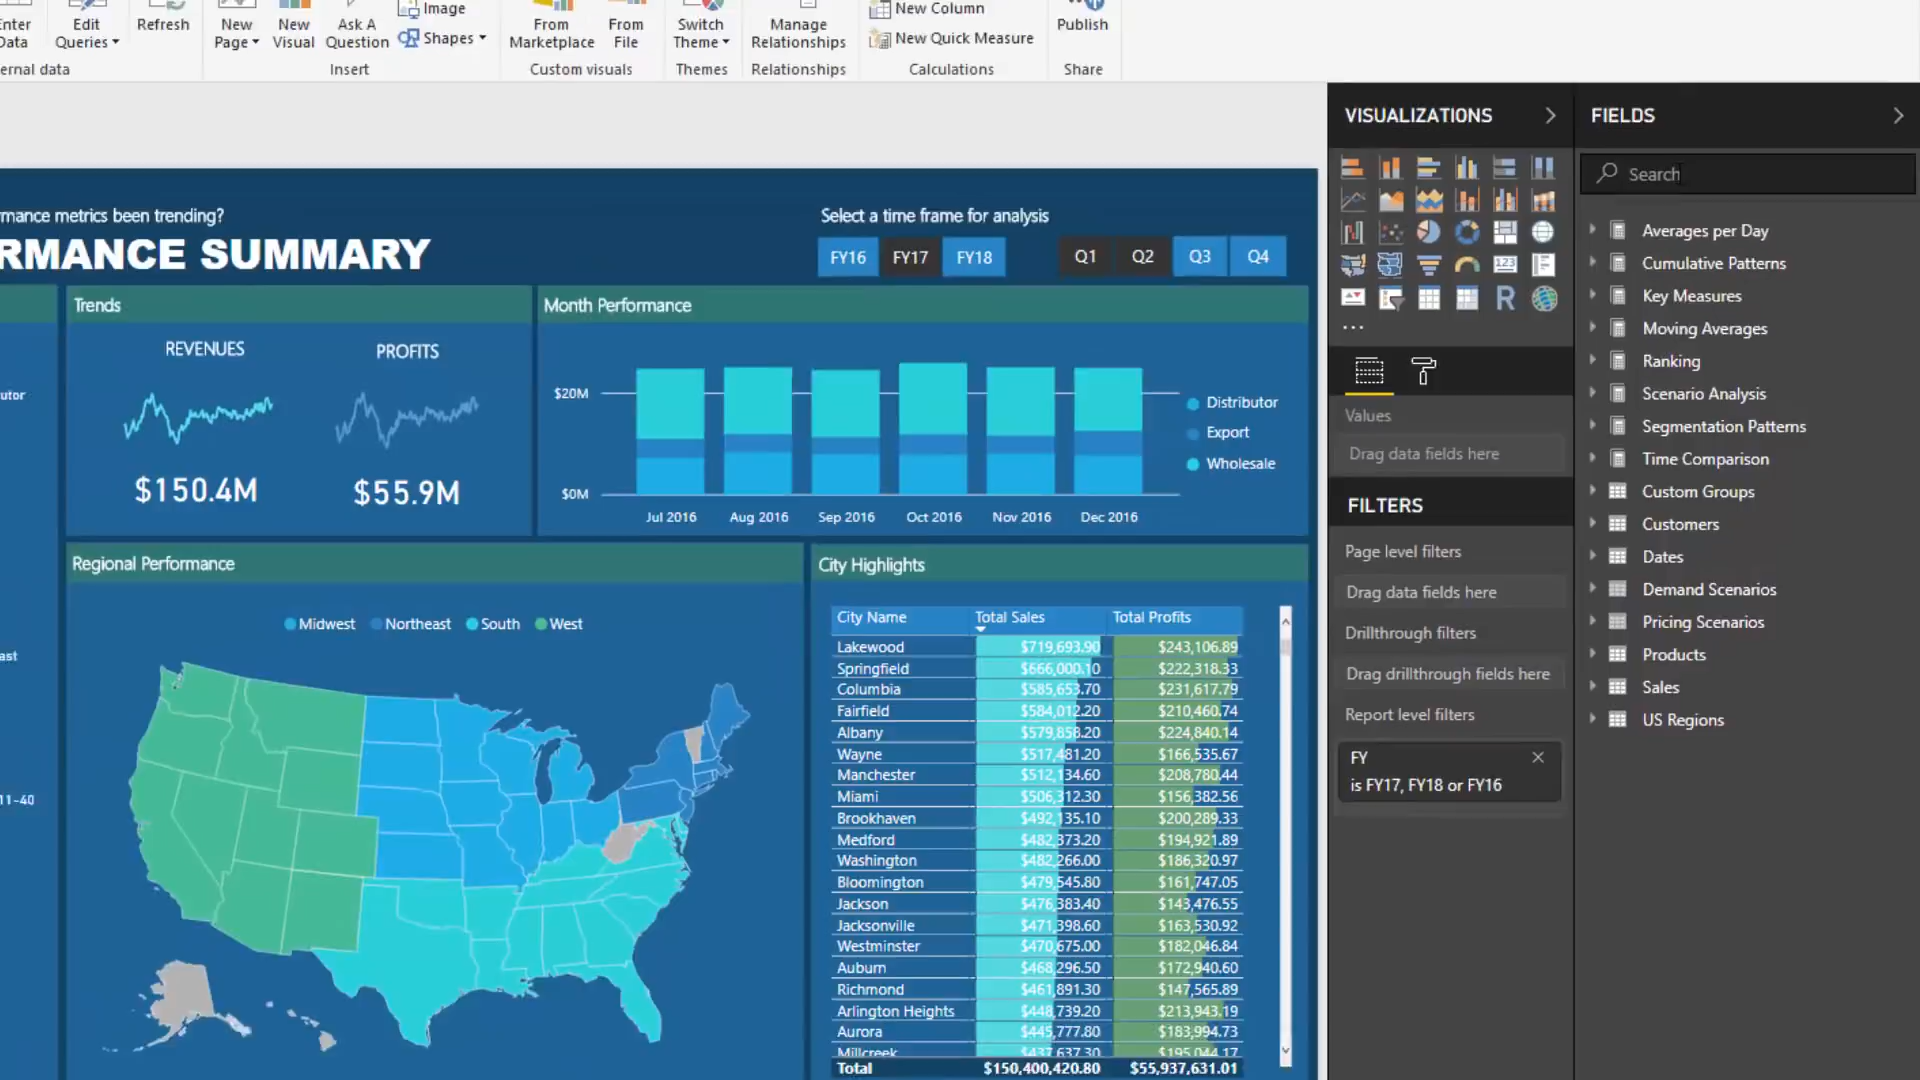 Enter
Data
Edit
Queries
Refresh
ernal data
New
Page
New
Visual
Ask A
Question
Image
Shapes
Insert
From
Marketplace
From
File
Custom visuals
Switch
Theme
Themes
Manage
Relationships
Relationships
New Column
New Quick Measure
Calculations
Publish
Share
rmance metrics been trending?
RMANCE SUMMARY
Select a time frame for analysis
FY16 FY17 FY18 Q1 Q2 Q3 Q4
utor
ast
11-40
Trends
REVENUES PROFITS
$150.4M $55.9M
Month Performance
$20M
$0M
Jul 2016 Aug 2016 Sep 2016 Oct 2016 Nov 2016 Dec 2016
Distributor
Export
Wholesale
Regional Performance
Midwest Northeast South West
City Highlights
City Name Total Sales Total Profits
Lakewood $719,693.90 $243,106.89
Springfield $666,000.10 $222,318.33
Columbia $585,653.70 $231,617.79
Fairfield $584,012.20 $210,460.74
Albany $579,858.20 $224,840.14
Wayne $517,481.20 $166,535.67
Manchester $512,134.60 $208,780.44
Miami $506,312.30 $156,382.56
Brookhaven $492,135.10 $200,289.33
Medford $482,373.20 $194,921.89
Washington $482,266.00 $186,320.97
Bloomington $479,545.80 $161,747.05
Jackson $476,383.40 $143,476.55
Jacksonville $471,398.60 $163,530.92
Westminster $470,675.00 $182,046.84
Auburn $468,296.50 $172,940.60
Richmond $461,891.30 $147,565.89
Arlington Heights $448,739.20 $213,943.19
Aurora $445,777.80 $183,994.73
Millcreek $437,637.30 $195,044.17
Total $150,400,420.80 $55,937,631.01
VISUALIZATIONS
123
R
Values
Drag data fields here
FILTERS
Page level filters
Drag data fields here
Drillthrough filters
Drag drillthrough fields here
Report level filters
FY
is FY17, FY18 or FY16
FIELDS
Search
Averages per Day
Cumulative Patterns
Key Measures
Moving Averages
Ranking
Scenario Analysis
Segmentation Patterns
Time Comparison
Custom Groups
Customers
Dates
Demand Scenarios
Pricing Scenarios
Products
Sales
US Regions